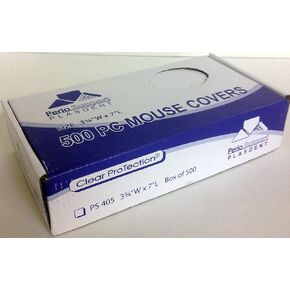 Perio Support
PLASDENT
SIZE 3¾"W x 7"L
500 PC MOUSE COVERS
Clear ProTection®
PS 405 3¾"W x 7"L Box of 500
Perio Support
PLASDENT